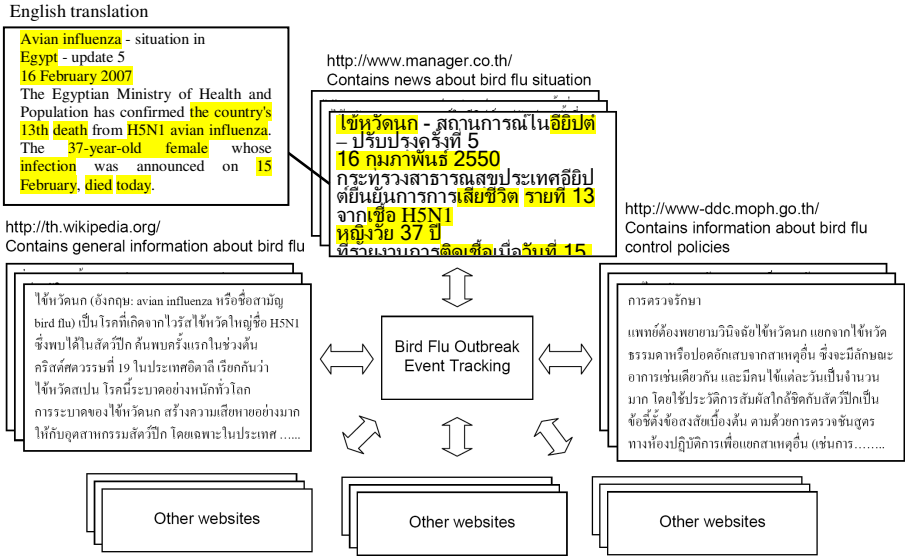 English translation
Avian influenza - situation in
Egypt - update 5
16 February 2007
The Egyptian Ministry of Health and
Population has confirmed the country's
13th death from H5N1 avian influenza.
The 37-year-old female whose
infection was announced on 15
February, died today.
http://www.manager.co.th/
Contains news about bird flu situation
ไข้หวัดนก - สถานการณ์ในอียิปต์
– ปรับปรุงครั้งที่ 5
16 กุมภาพันธ์ 2550
กระทรวงสาธารณสุขประเทศอียิป
ต์ยืนยันการการเสียชีวิต รายที่ 13
จากเชื้อ H5N1
หญิงวัย 37 ปี
ที่รายงานการติดเชื้อเมื่อวันที่ 15
http://th.wikipedia.org/
Contains general information about bird flu
ไข้หวัดนก (อังกฤษ: avian influenza หรือชื่อสามัญ
bird flu) เป็นโรคที่เกิดจากไวรัสไข้หวัดใหญ่ชื่อ H5N1
ซึ่งพบได้ในสัตว์ปีก ค้นพบครั้งแรกในช่วงต้น
คริสต์ศตวรรษที่ 19 ในประเทศอิตาลี เรียกกันว่า
ไข้หวัดสเปน โรคนี้ระบาดอย่างหนักทั่วโลก
การระบาดของไข้หวัดนก สร้างความเสียหายอย่างมาก
ให้กับอุตสาหกรรมสัตว์ปีก โดยเฉพาะในประเทศ …...
Bird Flu Outbreak
Event Tracking
http://www-ddc.moph.go.th/
Contains information about bird flu
control policies
การตรวจรักษา
แพทย์ต้องพยายามวินิจฉัยไข้หวัดนก แยกจากไข้หวัด
ธรรมดาหรือปอดอักเสบจากสาเหตุอื่น ซึ่งจะมีลักษณะ
อาการเช่นเดียวกัน และมีคนไข้แต่ละวันเป็นจำนวน
มาก โดยใช้ประวัติการสัมผัสใกล้ชิดกับสัตว์ปีกเป็น
ข้อชี้ตั้งข้อสงสัยเบื้องต้น ตามด้วยการตรวจชันสูตร
ทางห้องปฏิบัติการเพื่อแยกสาเหตุอื่น (เช่นการ……..
Other websites
Other websites
Other websites